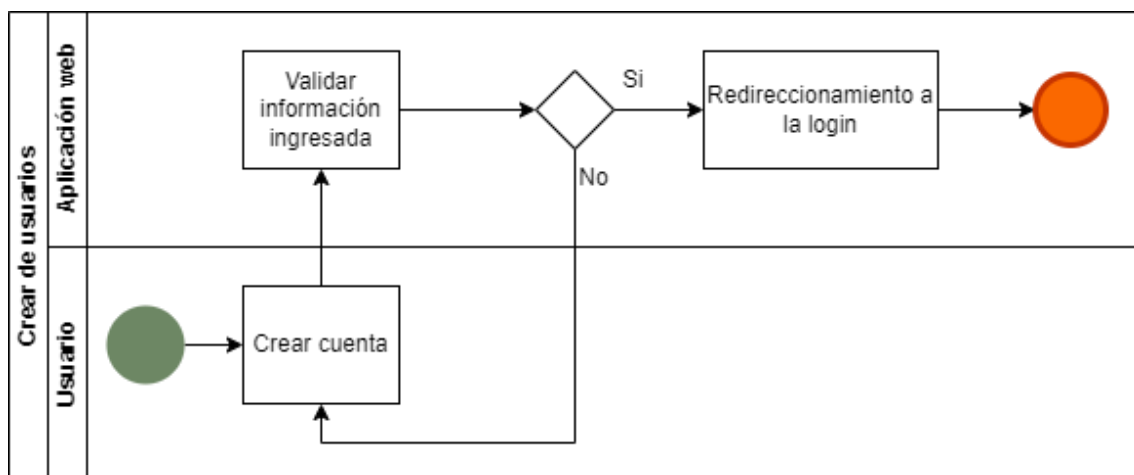 Crear de usuarios
Aplicación web
Validar
información
ingresada
Si
No
Redireccionamiento a
la login
Usuario
Crear cuenta